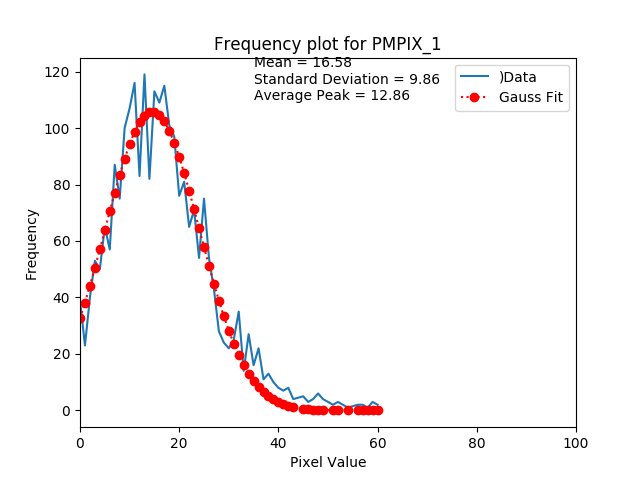 Frequency plot for PMPIX_1
Mean = 16.58
Standard Deviation = 9.86
Average Peak = 12.86
)Data
Gauss Fit
120
100
80
60
40
20
0
Frequency
0 20 40 60 80 100
Pixel Value